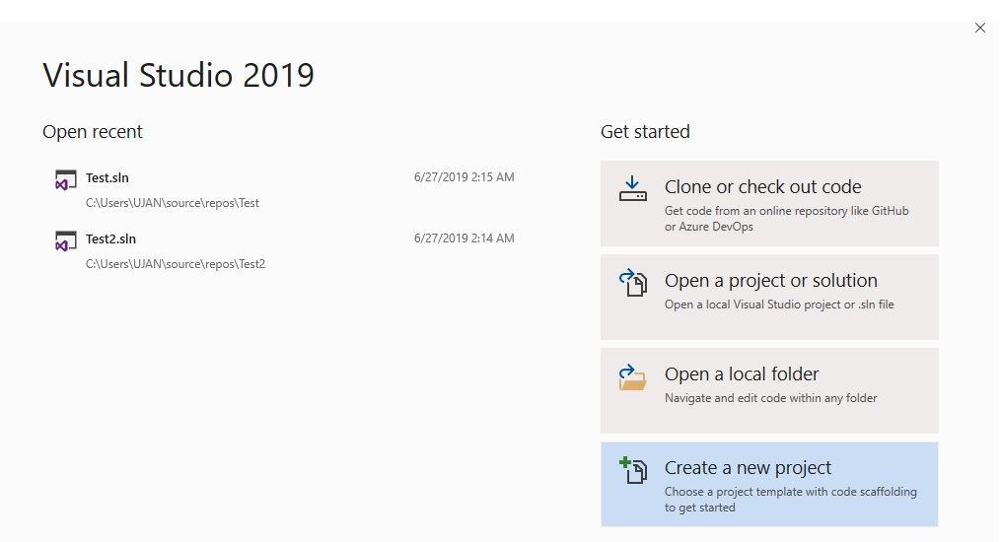 Visual Studio 2019
Open recent
Test.sln 6/27/2019 2:15 AM
C:\Users\UJAN\source\repos\Test
Test2.sln 6/27/2019 2:14 AM
C:\Users\UJAN\source\repos\Test2
Get started
Clone or check out code
Get code from an online repository like GitHub
or Azure DevOps
Open a project or solution
Open a local Visual Studio project or .sln file
Open a local folder
Navigate and edit code within any folder
Create a new project
Choose a project template with code scaffolding
to get started